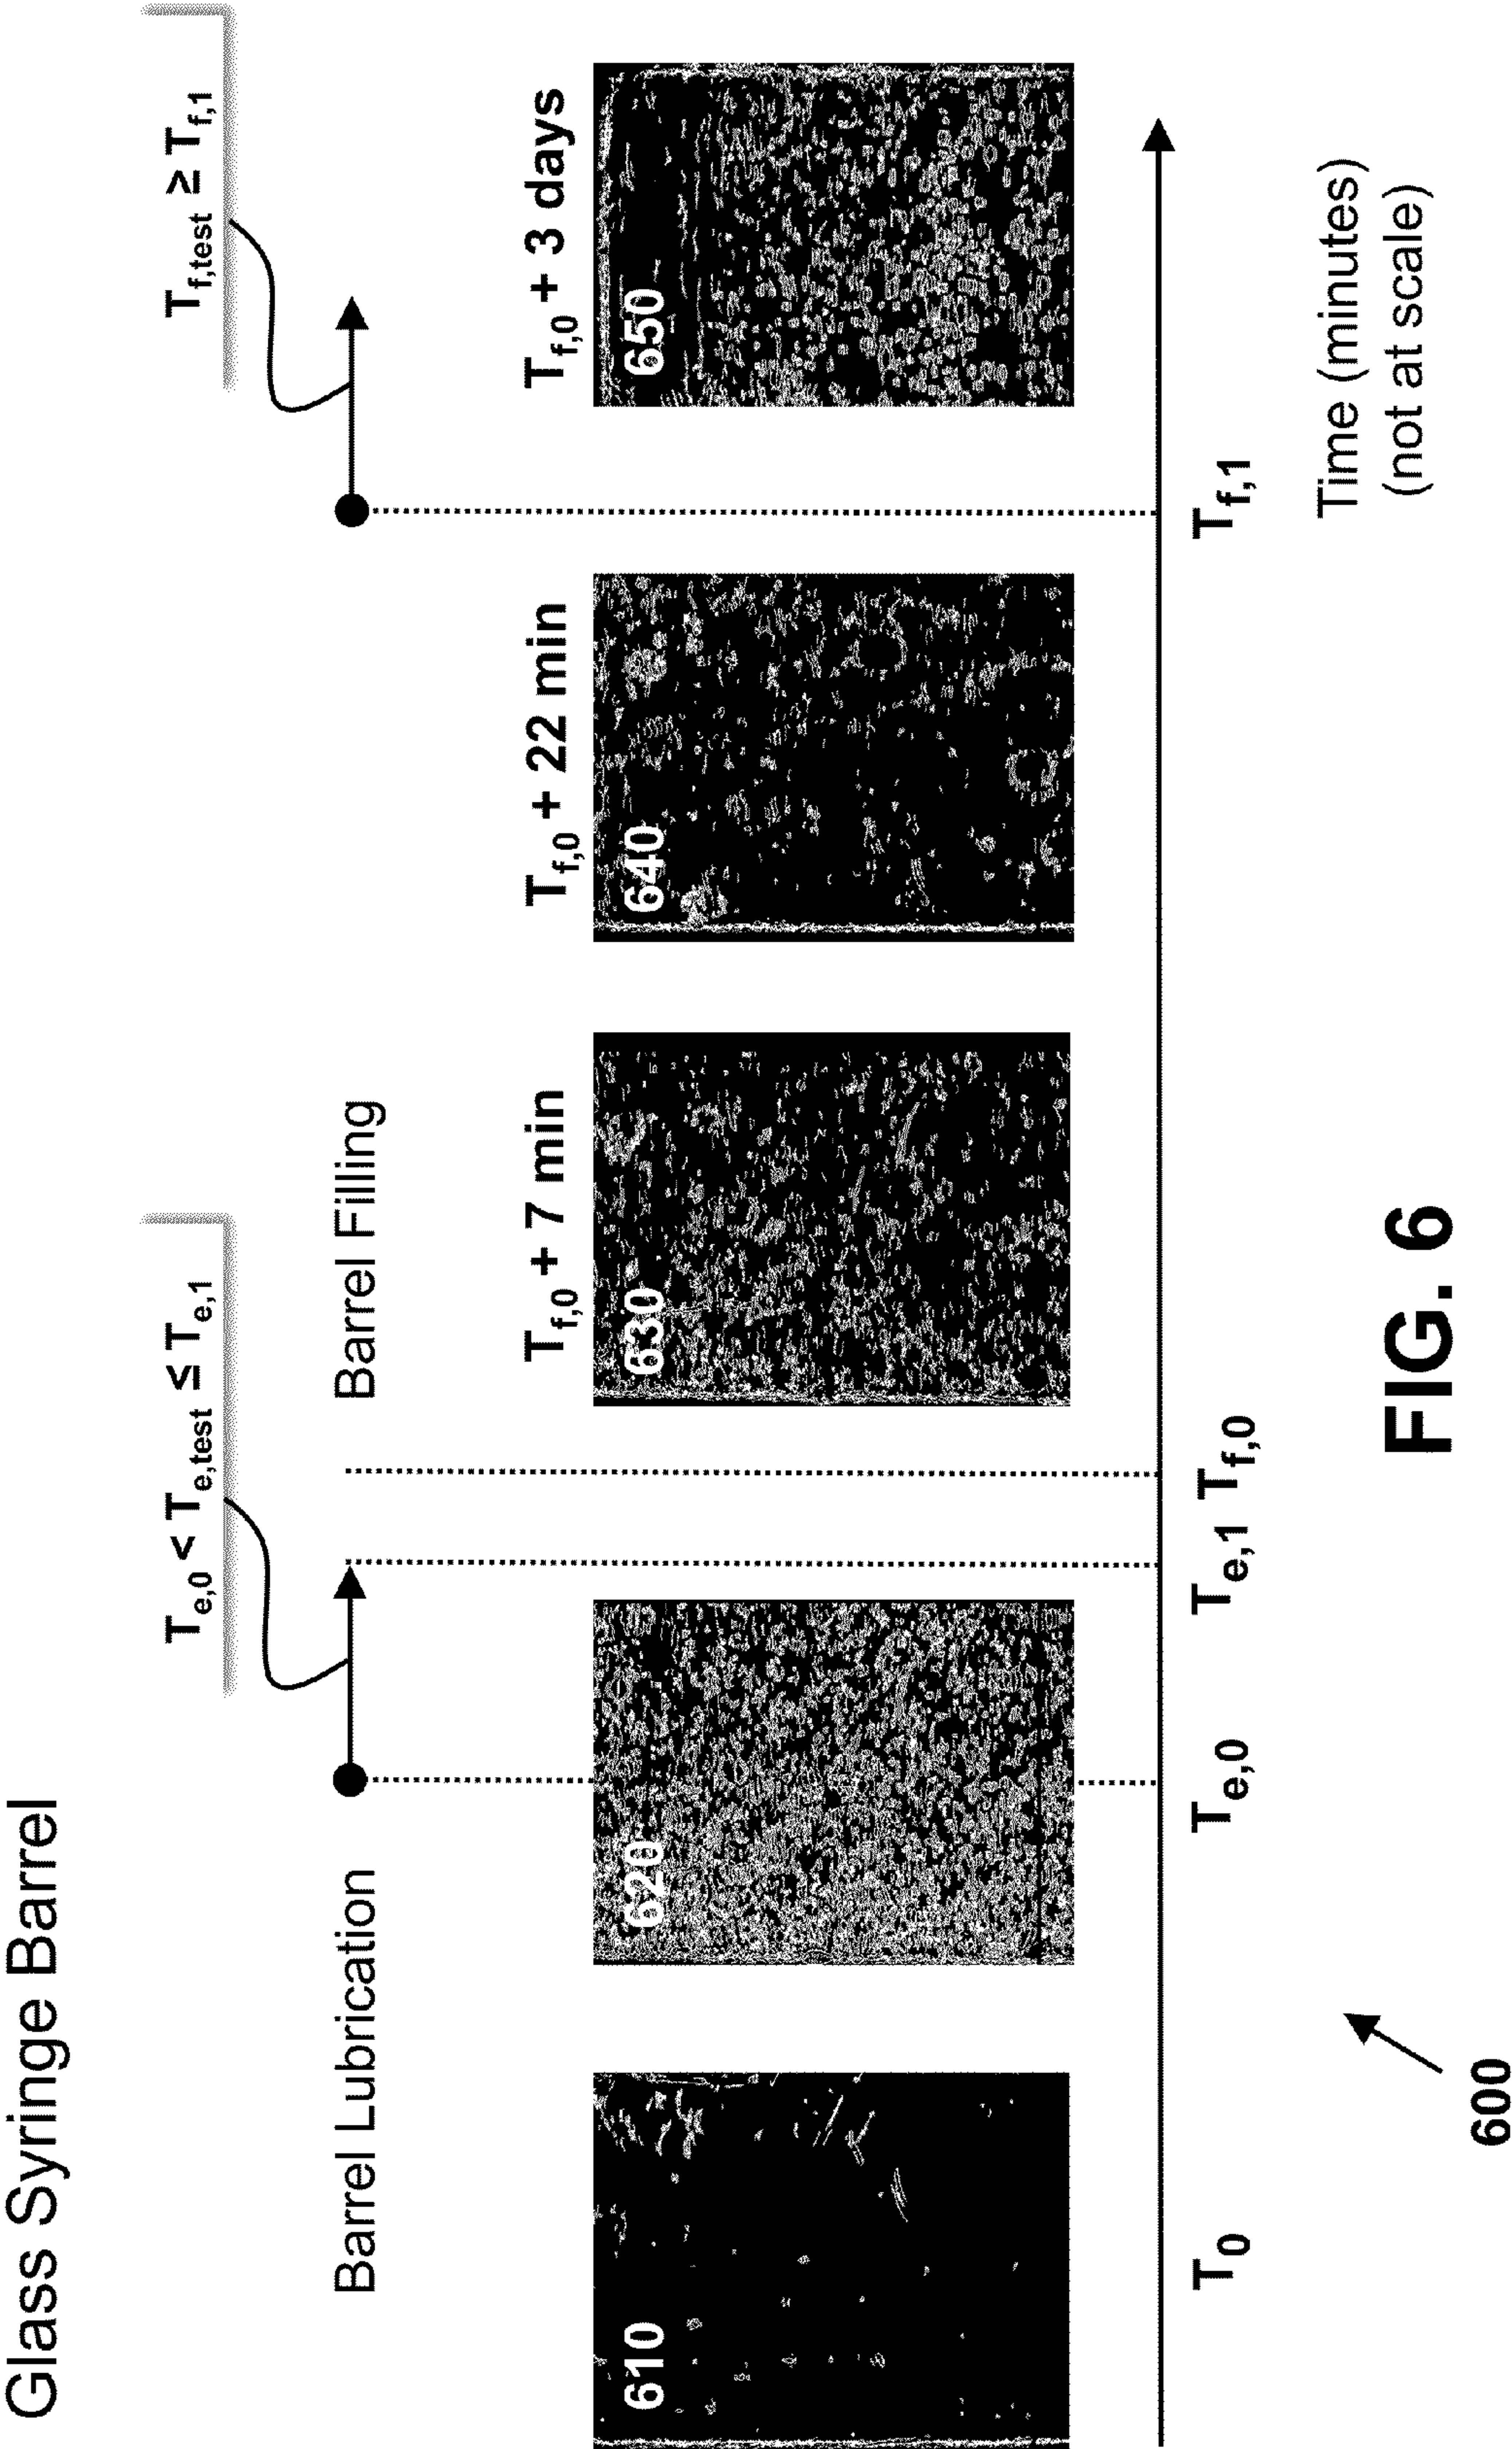 Glass Syringe Barrel
Te,0 < Te,test ≤ Te,1
Tf,test ≥ Tf,1
Barrel Lubrication
Barrel Filling
Tf,0 + 7 min
Tf,0 + 22 min
Tf,0 + 3 days
610
620
630
640
650
T0
Te,0
Te,1
Tf,0
Tf,1
Time (minutes)
(not at scale)
600
FIG. 6